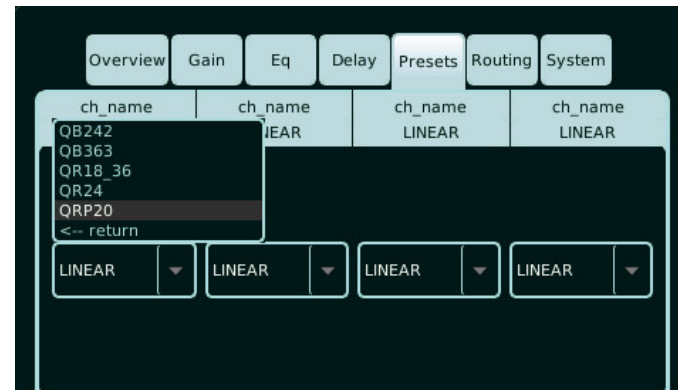 Overview Gain Eq Delay Presets Routing System
ch_name ch_name ch_name ch_name
QB242 LINEAR LINEAR
QB363
QR18_36
QR24
QRP20
<-- return
LINEAR LINEAR LINEAR LINEAR